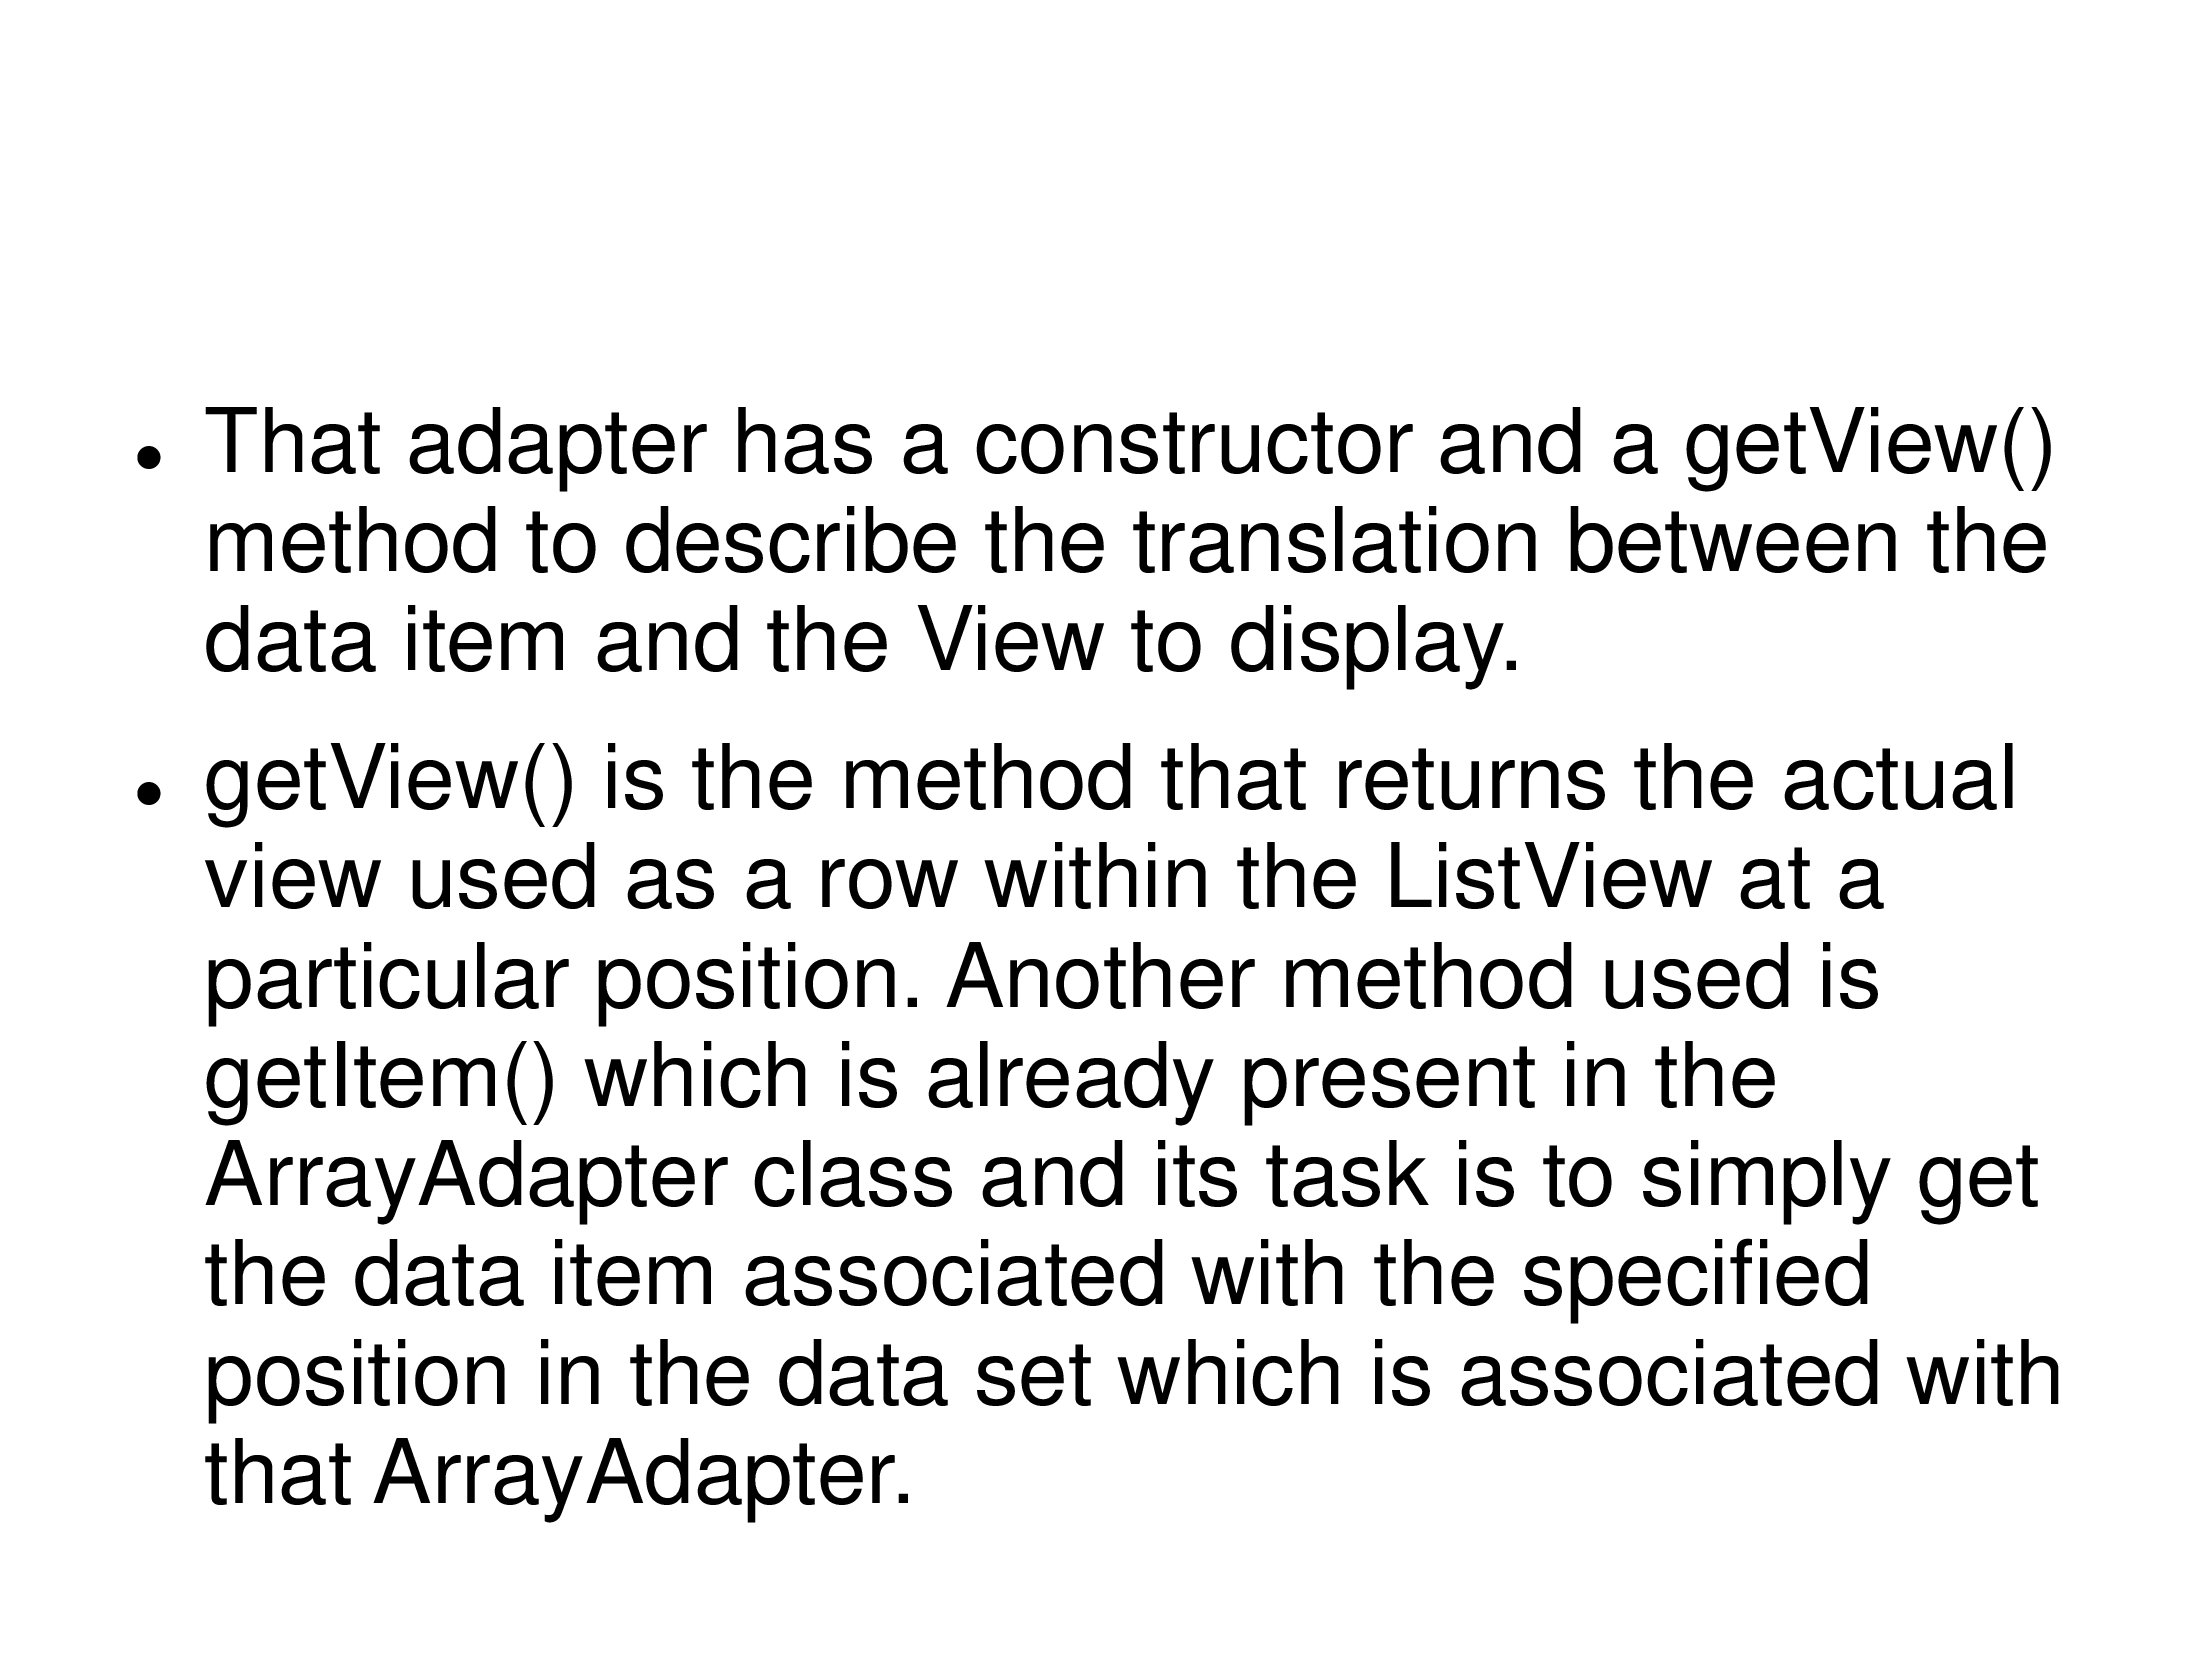 • That adapter has a constructor and a getView()
method to describe the translation between the
data item and the View to display.
• getView() is the method that returns the actual
view used as a row within the ListView at a
particular position. Another method used is
getItem() which is already present in the
ArrayAdapter class and its task is to simply get
the data item associated with the specified
position in the data set which is associated with
that ArrayAdapter.